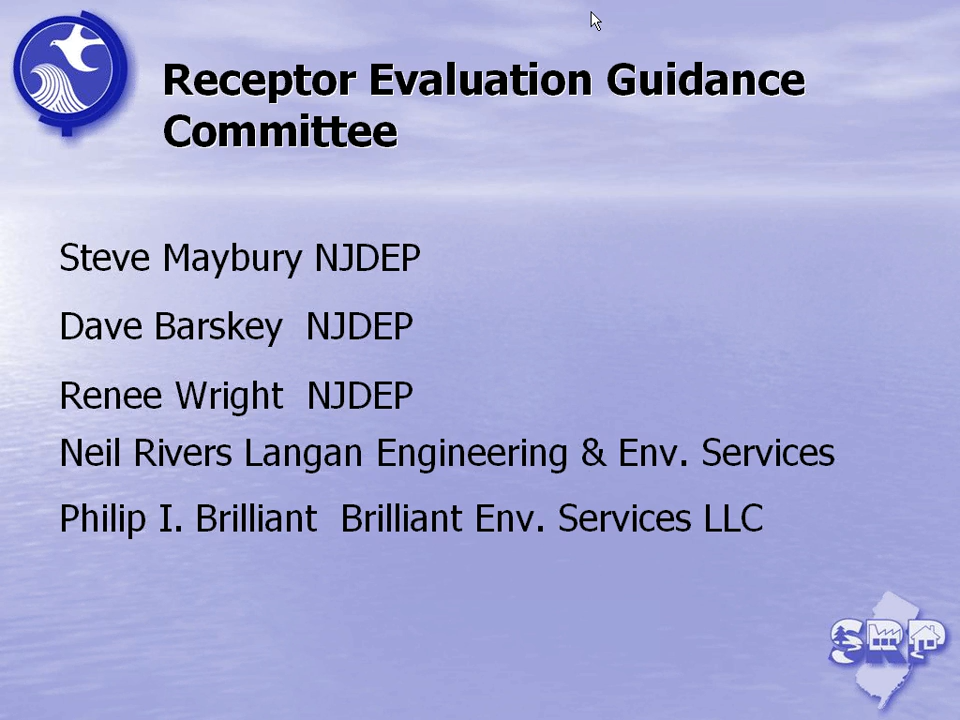 Receptor Evaluation Guidance
Committee
Steve Maybury NJDEP
Dave Barskey  NJDEP
Renee Wright  NJDEP
Neil Rivers Langan Engineering & Env. Services
Philip I. Brilliant  Brilliant Env. Services LLC
SRP